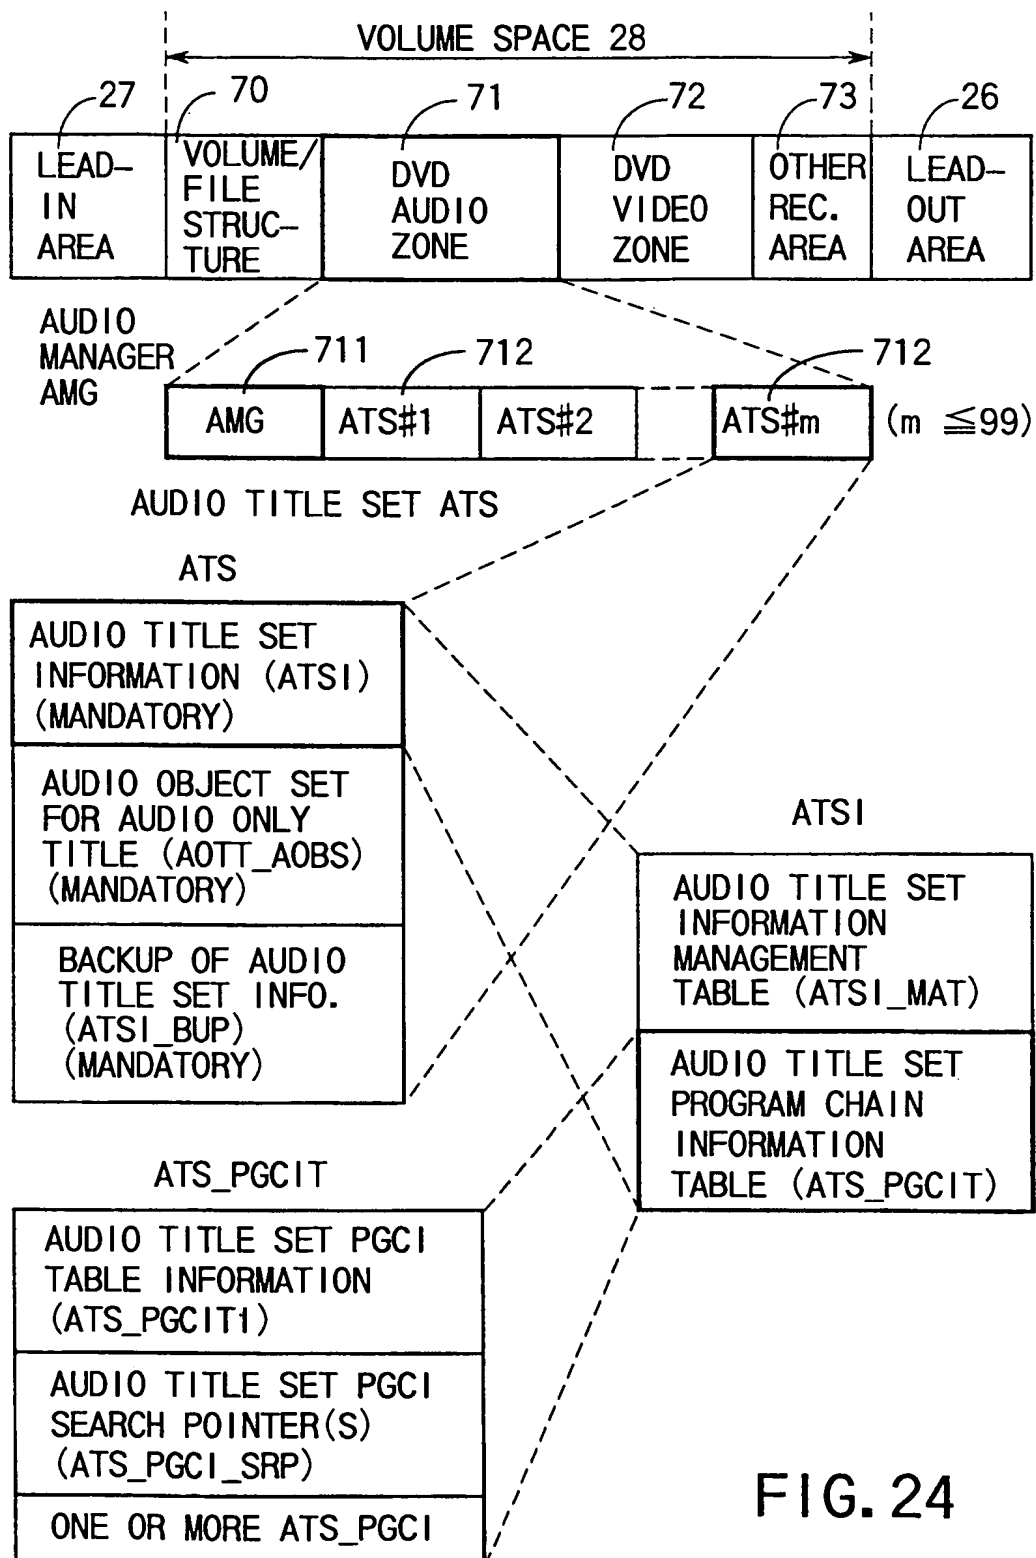 VOLUME SPACE 28
27 70 71 72 73 26
LEAD-
IN
AREA
VOLUME/
FILE
STRUC-
TURE
DVD
AUDIO
ZONE
DVD
VIDEO
ZONE
OTHER
REC.
AREA
LEAD-
OUT
AREA
AUDIO
MANAGER
AMG
711 712 712
AMG ATS#1 ATS#2 ATS#m (m ≦99)
AUDIO TITLE SET ATS
ATS
AUDIO TITLE SET
INFORMATION (ATSI)
(MANDATORY)
AUDIO OBJECT SET
FOR AUDIO ONLY
TITLE (AOTT_AOBS)
(MANDATORY)
BACKUP OF AUDIO
TITLE SET INFO.
(ATSI_BUP)
(MANDATORY)
ATSI
AUDIO TITLE SET
INFORMATION
MANAGEMENT
TABLE (ATSI_MAT)
AUDIO TITLE SET
PROGRAM CHAIN
INFORMATION
TABLE (ATS_PGCIT)
ATS_PGCIT
AUDIO TITLE SET PGCI
TABLE INFORMATION
(ATS_PGCIT1)
AUDIO TITLE SET PGCI
SEARCH POINTER(S)
(ATS_PGCI_SRP)
ONE OR MORE ATS_PGCI
FIG. 24